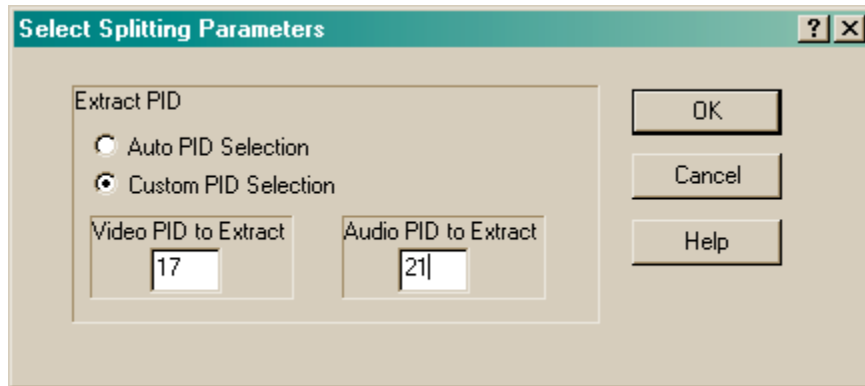 Select Splitting Parameters
Extract PID
Auto PID Selection
Custom PID Selection
Video PID to Extract
17
Audio PID to Extract
21
OK
Cancel
Help